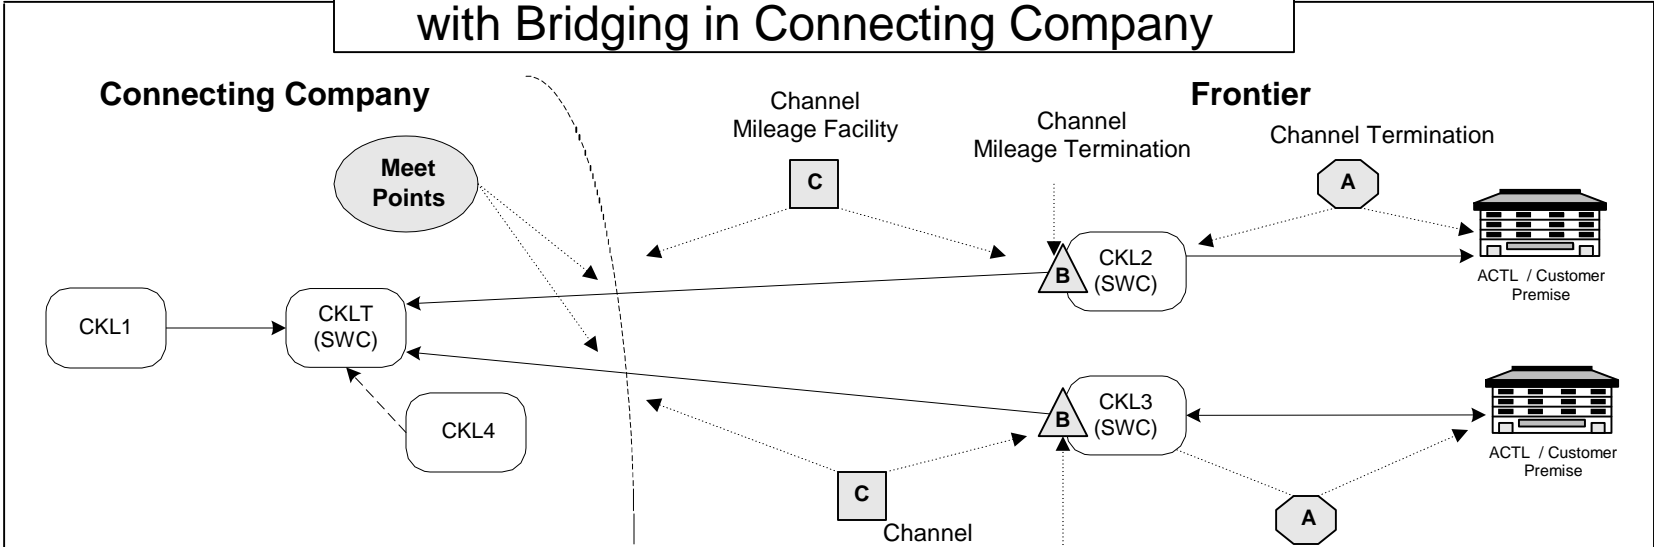 with Bridging in Connecting Company
Connecting Company
Frontier
Channel
Mileage Facility
Channel
Mileage Termination
Channel Termination
Meet
Points
C
A
B
CKL2
(SWC)
ACTL / Customer
Premise
CKL1
CKLT
(SWC)
CKL4
B
CKL3
(SWC)
ACTL / Customer
Premise
C
Channel
A